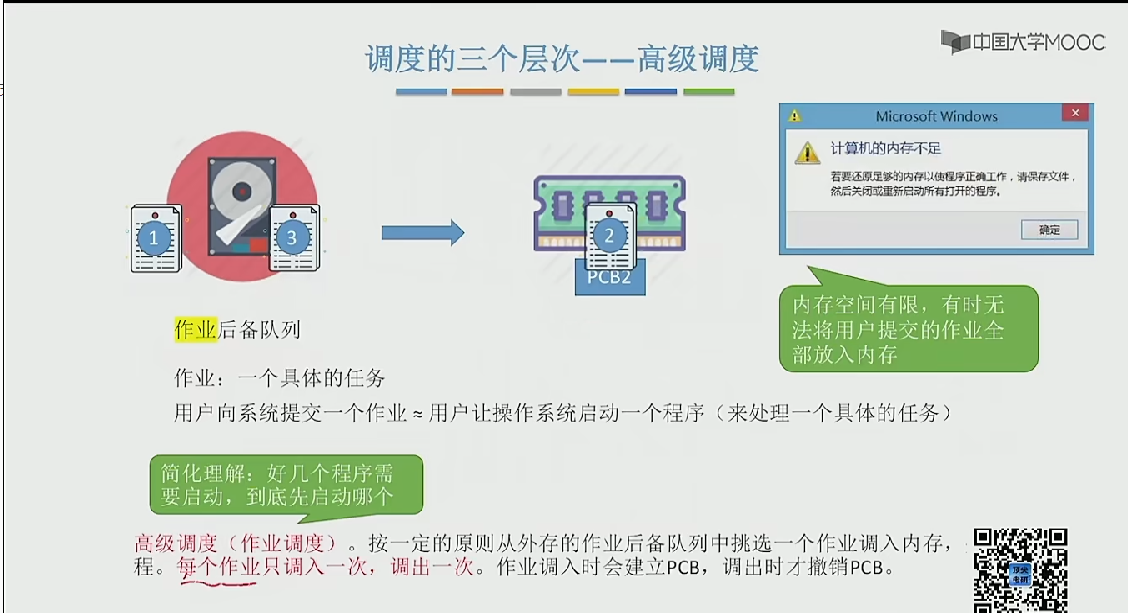 调度的三个层次——高级调度
中国大学MOOC
Microsoft Windows
计算机的内存不足
若要还原足够的内存以使程序正确工作，请保存文件，
然后关闭或重新启动所有打开的程序。
确定
1
3
2
PCB2
内存空间有限，有时无
法将用户提交的作业全
部放入内存
作业后备队列
作业：一个具体的任务
用户向系统提交一个作业 ≈ 用户让操作系统启动一个程序（来处理一个具体的任务）
简化理解：好几个程序需
要启动，到底先启动哪个
高级调度（作业调度）。按一定的原则从外存的作业后备队列中挑选一个作业调入内存，
程。每个作业只调入一次，调出一次。作业调入时会建立PCB，调出时才撤销PCB。